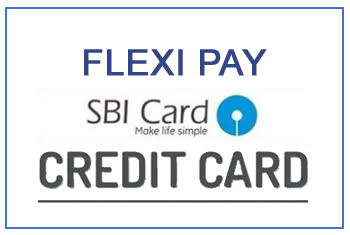 FLEXI PAY
SBI Card
Make life simple
CREDIT CARD